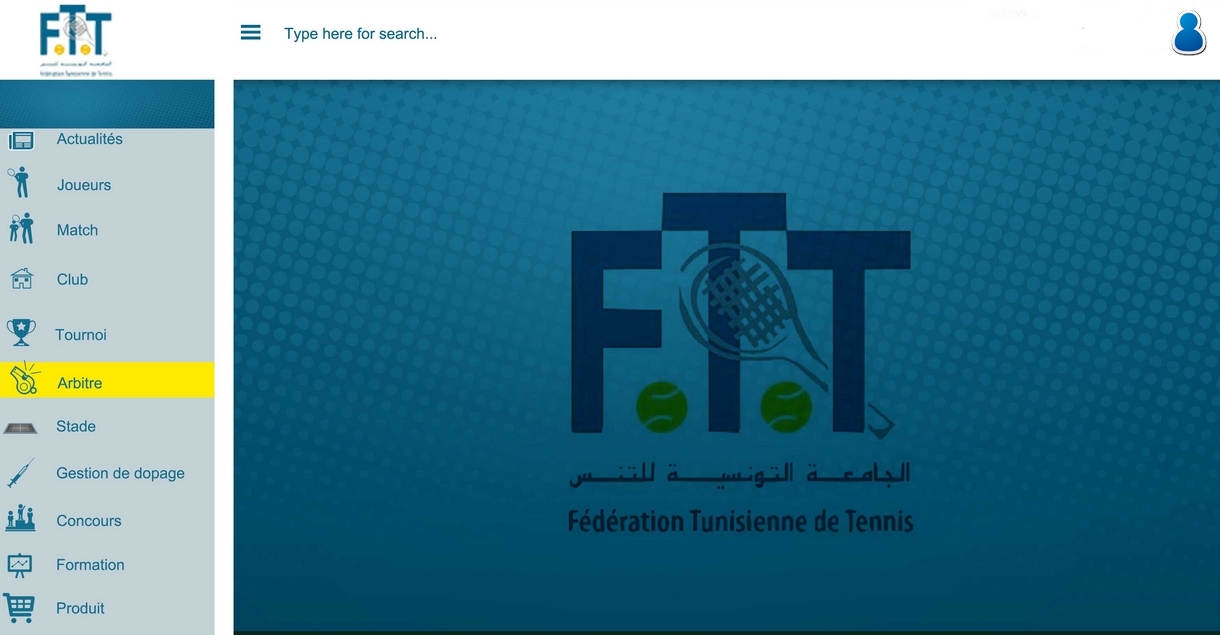 FTT
الجامعة التونسية للتنس
Fédération Tunisienne de Tennis
Type here for search...
Actualités
Joueurs
Match
Club
Tournoi
Arbitre
Stade
Gestion de dopage
Concours
Formation
Produit
FTT
الجامعة التونسية للتنس
Fédération Tunisienne de Tennis